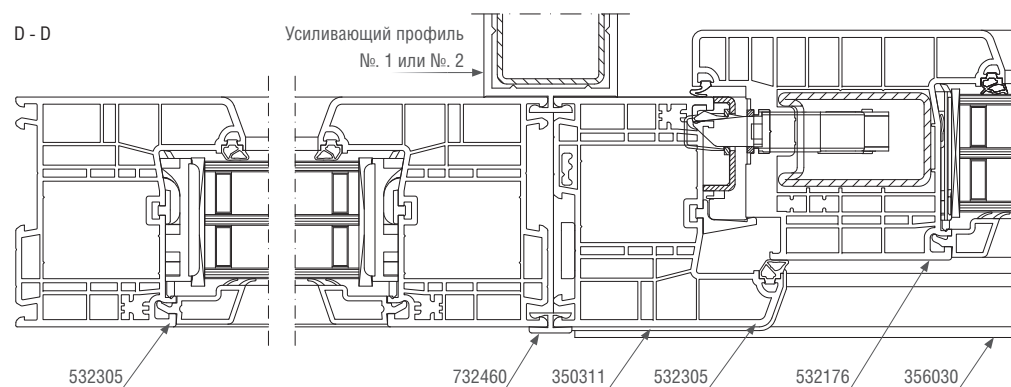 D - D
Усиливающий профиль
№. 1 или №. 2
532305
732460
350311
532305
532176
356030